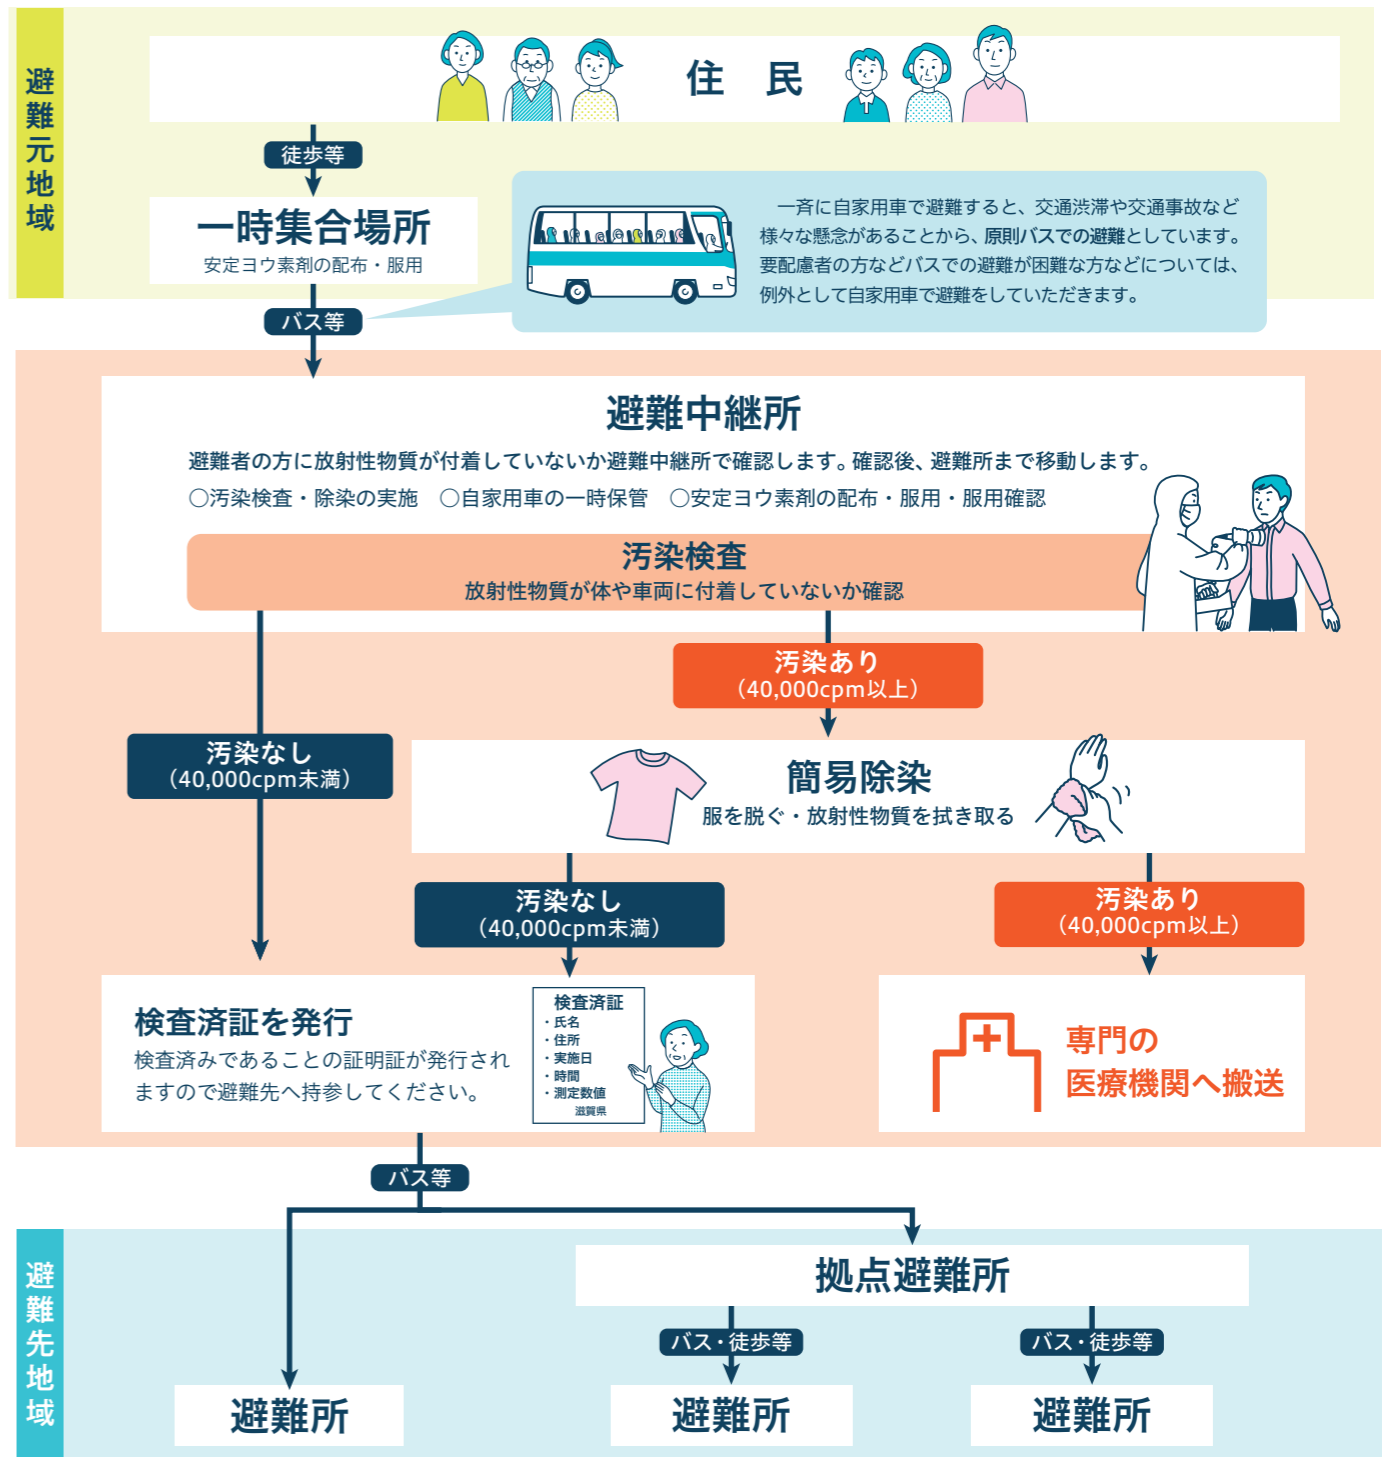 避難元地域
住　民
徒歩等
一時集合場所
安定ヨウ素剤の配布・服用
一斉に自家用車で避難すると、交通渋滞や交通事故など
様々な懸念があることから、原則バスでの避難としています。
要配慮者の方などバスでの避難が困難な方などについては、
例外として自家用車で避難をしていただきます。
バス等
避難中継所
避難者の方に放射性物質が付着していないか避難中継所で確認します。確認後、避難所まで移動します。
〇汚染検査・除染の実施　〇自家用車の一時保管　〇安定ヨウ素剤の配布・服用・服用確認
汚染検査
放射性物質が体や車両に付着していないか確認
汚染あり
（40,000cpm以上）
汚染なし
（40,000cpm未満）
簡易除染
服を脱ぐ・放射性物質を拭き取る
汚染なし
（40,000cpm未満）
汚染あり
（40,000cpm以上）
検査済証を発行
検査済みであることの証明証が発行され
ますので避難先へ持参してください。
検査済証
・氏名
・住所
・実施日
・時間
・測定数値
滋賀県
専門の
医療機関へ搬送
バス等
避難先地域
拠点避難所
バス・徒歩等
バス・徒歩等
避難所
避難所
避難所